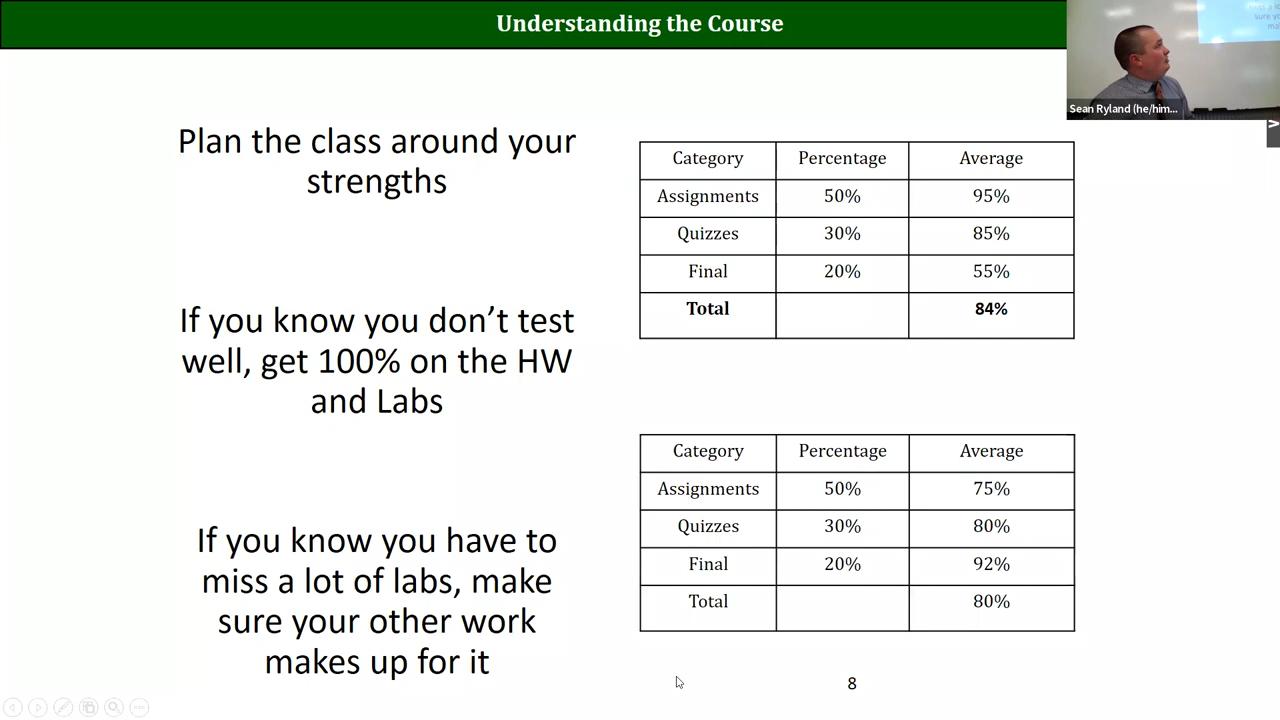 Understanding the Course
Sean Ryland (he/him...
Plan the class around your
strengths
If you know you don't test
well, get 100% on the HW
and Labs
If you know you have to
miss a lot of labs, make
sure your other work
makes up for it
Category Percentage Average
Assignments 50% 95%
Quizzes 30% 85%
Final 20% 55%
Total 84%
Category Percentage Average
Assignments 50% 75%
Quizzes 30% 80%
Final 20% 92%
Total 80%
8